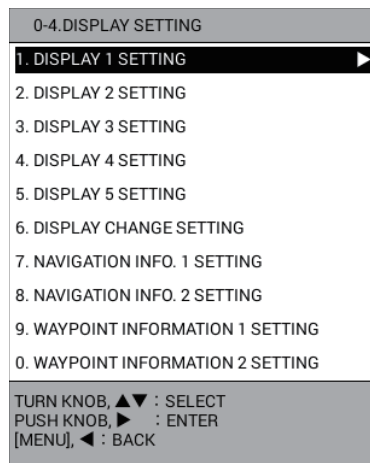 0-4.DISPLAY SETTING
1. DISPLAY 1 SETTING ▶
2. DISPLAY 2 SETTING
3. DISPLAY 3 SETTING
4. DISPLAY 4 SETTING
5. DISPLAY 5 SETTING
6. DISPLAY CHANGE SETTING
7. NAVIGATION INFO. 1 SETTING
8. NAVIGATION INFO. 2 SETTING
9. WAYPOINT INFORMATION 1 SETTING
0. WAYPOINT INFORMATION 2 SETTING
TURN KNOB, ▲▼ : SELECT
PUSH KNOB, ▶ : ENTER
[MENU], ◀ : BACK